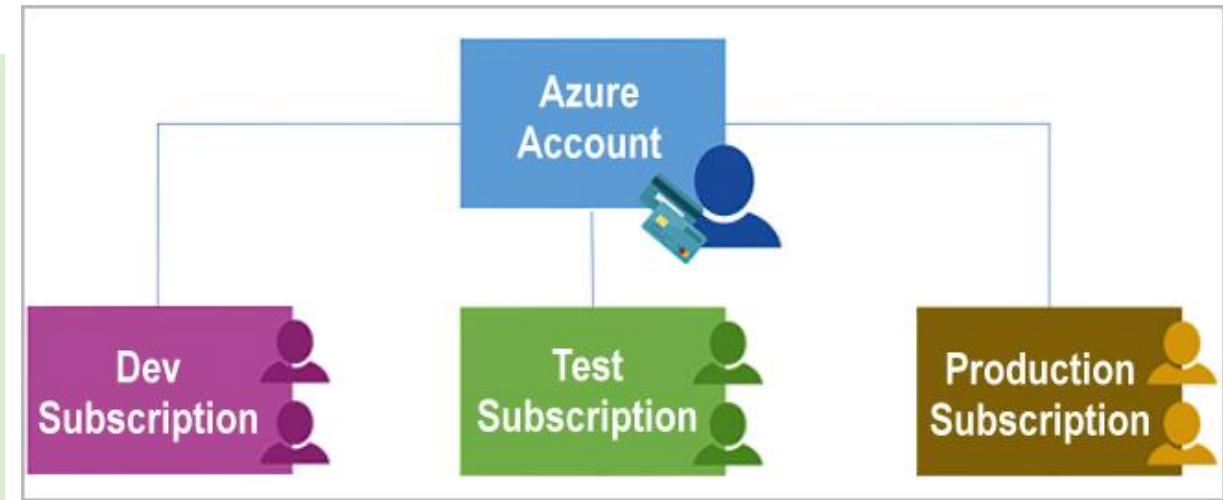 Azure
Account
Dev
Subscription
Test
Subscription
Production
Subscription